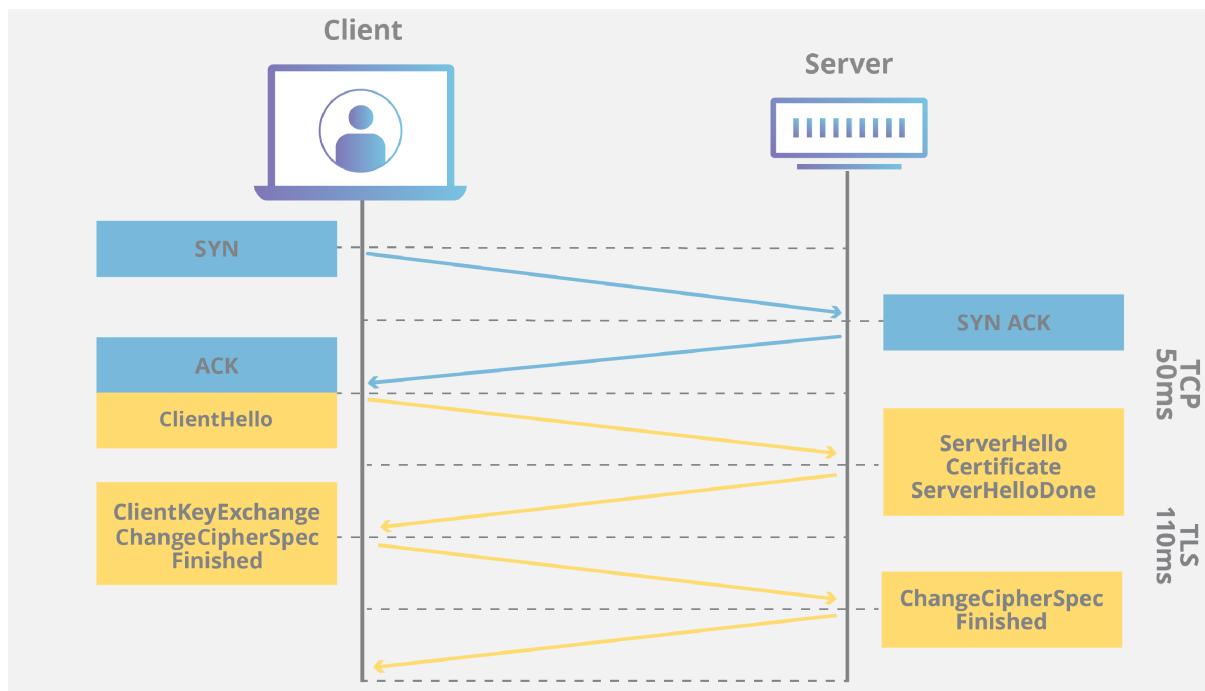 Client
Server
SYN
SYN ACK
ACK
ClientHello
TCP
50ms
ServerHello
Certificate
ServerHelloDone
ClientKeyExchange
ChangeCipherSpec
Finished
TLS
110ms
ChangeCipherSpec
Finished